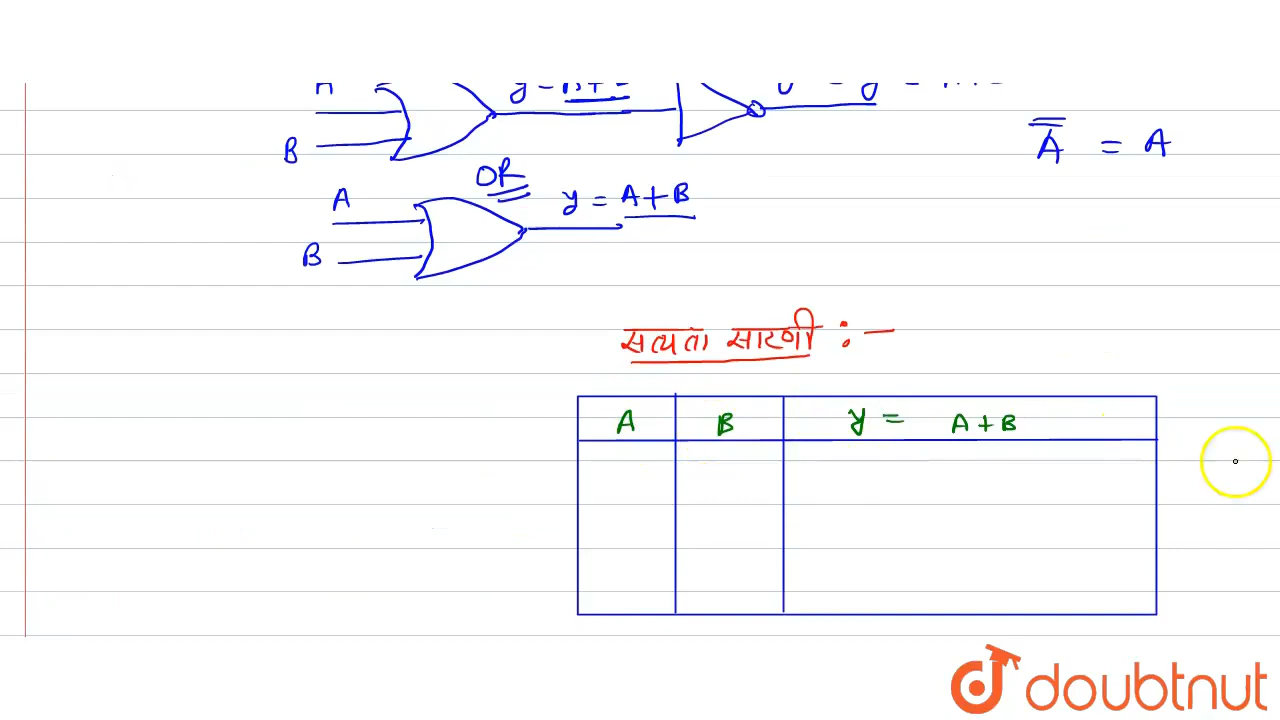 B
A̿ = A
OR
A
y = A+B
B
सत्यता सारणी :-
A B y = A+B
doubtnut